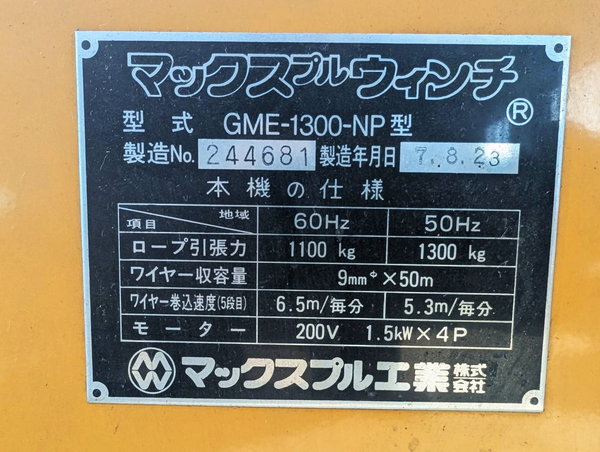 マックスプルウィンチ®
型式 GME-1300-NP型
製造No. 244681 製造年月日 7.8.23
本機の仕様
項目 地域 60Hz 50Hz
ロープ引張力 1100 kg 1300 kg
ワイヤー収容量 9mmφ×50m
ワイヤー巻込速度(5段目) 6.5m/毎分 5.3m/毎分
モーター 200V 1.5kW×4P
マックスプル工業株式会社